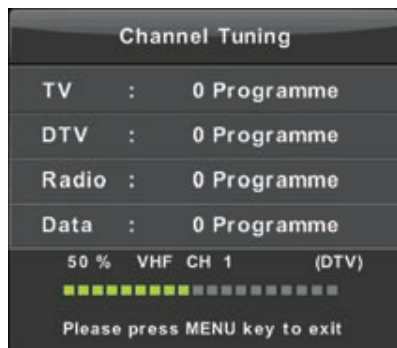 Channel Tuning
TV : 0 Programme
DTV : 0 Programme
Radio : 0 Programme
Data : 0 Programme
50 % VHF CH 1 (DTV)
Please press MENU key to exit